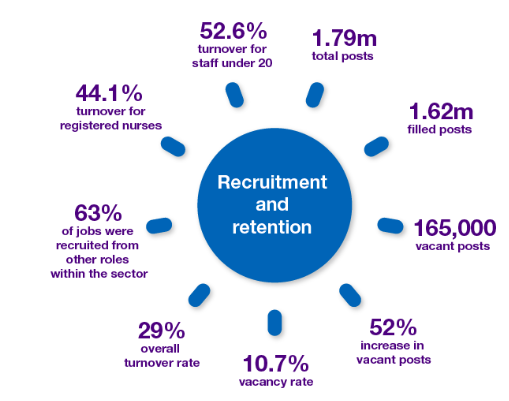 Recruitment
and
retention
1.79m
total posts
1.62m
filled posts
165,000
vacant posts
52%
increase in
vacant posts
10.7%
vacancy rate
29%
overall
turnover rate
63%
of jobs were
recruited from
other roles
within the sector
44.1%
turnover for
registered nurses
52.6%
turnover for
staff under 20